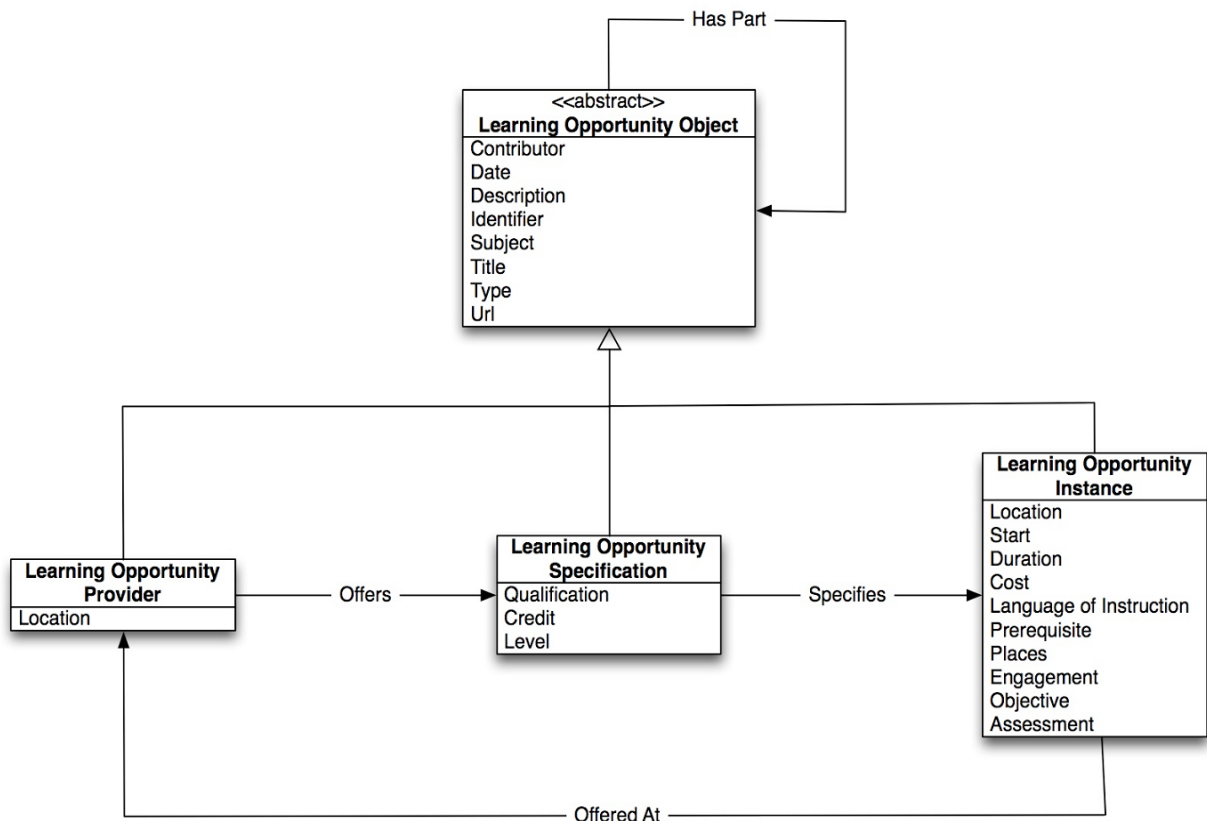 Has Part
<<abstract>>
Learning Opportunity Object
Contributor
Date
Description
Identifier
Subject
Title
Type
Url
Learning Opportunity
Provider
Location
Offers
Learning Opportunity
Specification
Qualification
Credit
Level
Specifies
Learning Opportunity
Instance
Location
Start
Duration
Cost
Language of Instruction
Prerequisite
Places
Engagement
Objective
Assessment
Offered At